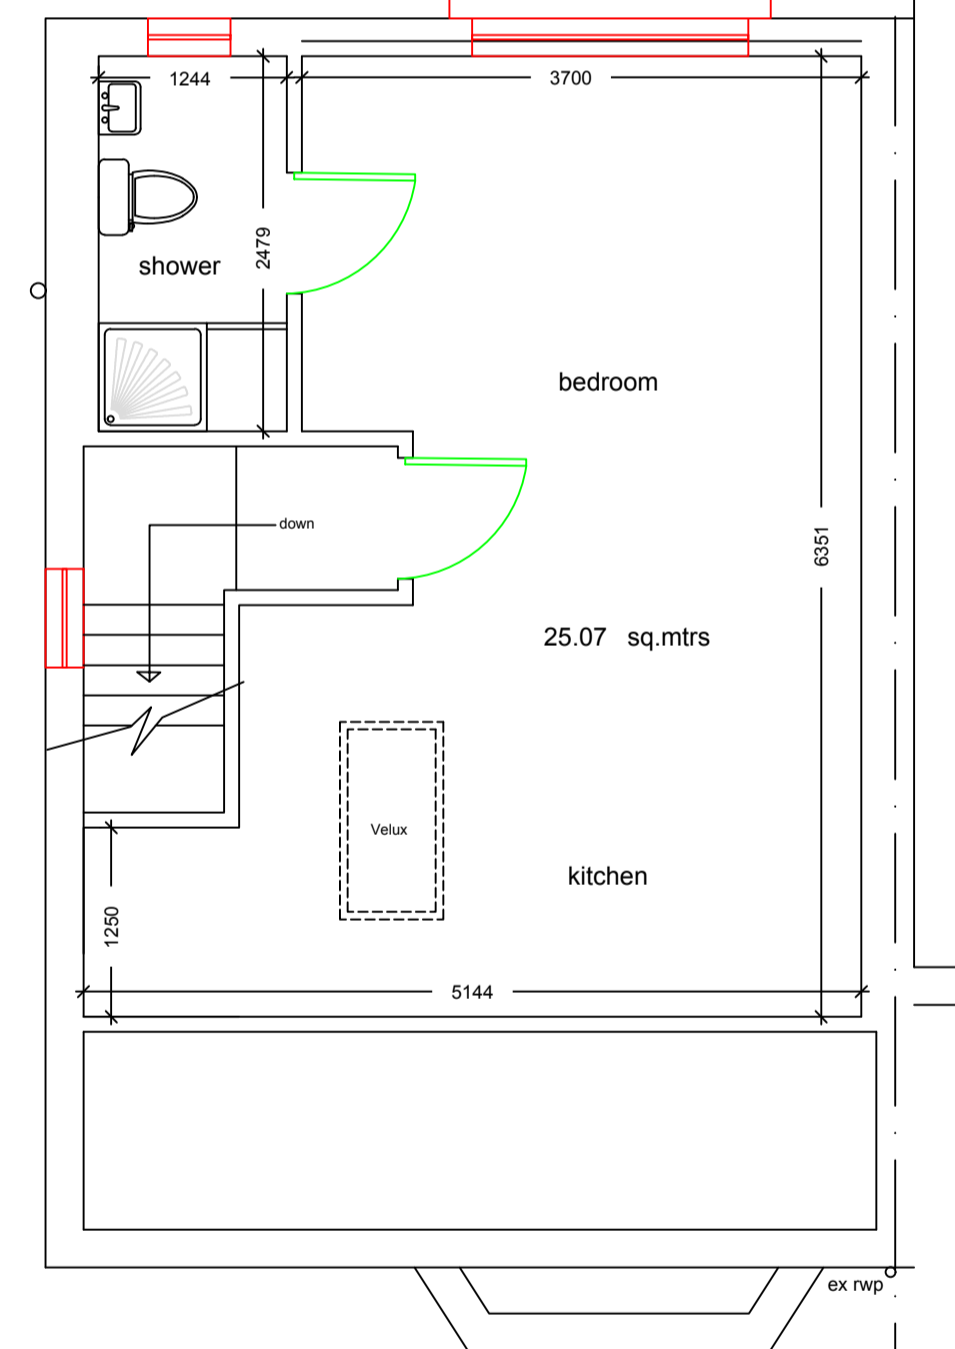 1244
3700
2479
shower
bedroom
down
6351
25.07 sq.mtrs
Velux
kitchen
1250
5144
ex rwp